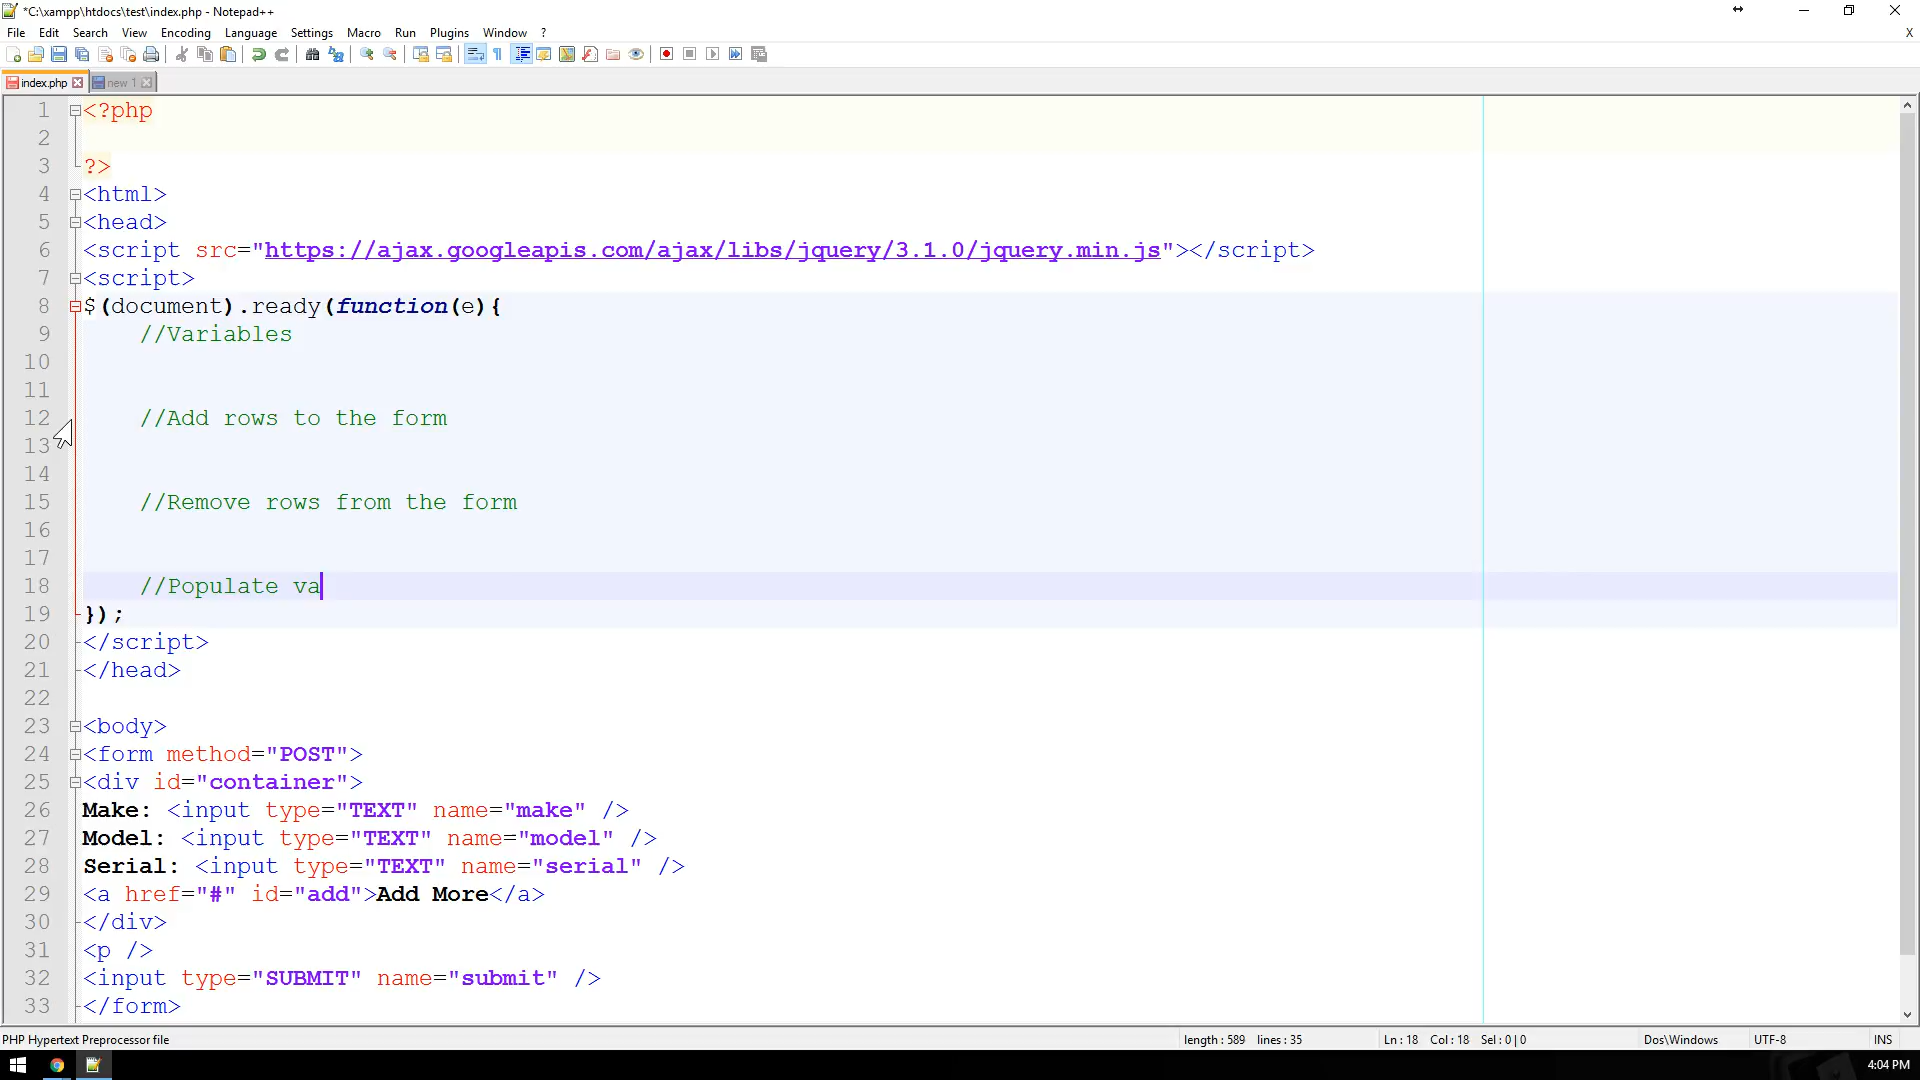 *C:\xampp\htdocs\test\index.php - Notepad++
File Edit Search View Encoding Language Settings Macro Run Plugins Window ? X
index.php new 1
1 <?php
2
3 ?>
4 <html>
5 <head>
6 <script src="https://ajax.googleapis.com/ajax/libs/jquery/3.1.0/jquery.min.js"></script>
7 <script>
8 $(document).ready(function(e){
9 //Variables
10
11
12 //Add rows to the form
13
14
15 //Remove rows from the form
16
17
18 //Populate va
19 });
20 </script>
21 </head>
22
23 <body>
24 <form method="POST">
25 <div id="container">
26 Make: <input type="TEXT" name="make" />
27 Model: <input type="TEXT" name="model" />
28 Serial: <input type="TEXT" name="serial" />
29 <a href="#" id="add">Add More</a>
30 </div>
31 <p />
32 <input type="SUBMIT" name="submit" />
33 </form>
PHP Hypertext Preprocessor file length : 589 lines : 35 Ln : 18 Col : 18 Sel : 0 | 0 Dos\Windows UTF-8 INS
4:04 PM